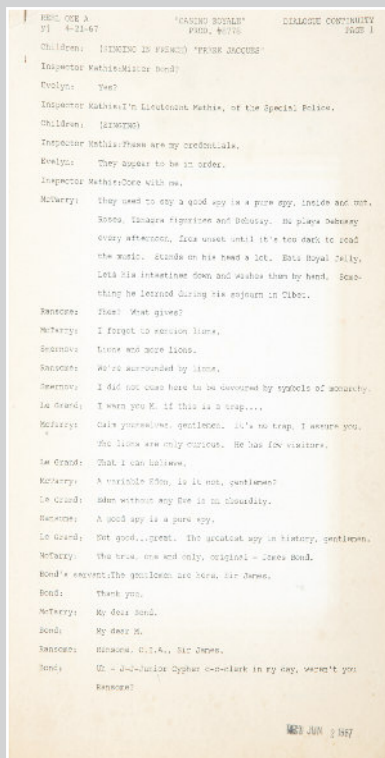 REEL ONE A "CASINO ROYALE" DIALOGUE CONTINUITY
4-21-67 PROD. PAGE 1
Children: (SINGING IN FRENCH) "FRERE JACQUES"
Inspector Mathis:Mister Bond?
Evelyn: Yes?
Inspector Mathis:I'm Lieutenant Mathis, of the Special Police.
Children: (SINGING)
Inspector Mathis:These are my credentials.
Evelyn: They appear to be in order.
Inspector Mathis:Come with me.
McTarry: They used to say a good spy is a pure spy, inside and out.
Roses, Tanagra figurines and Debussy. He plays Debussy
every afternoon, from sunset until it's too dark to read
the music. Stands on his head a lot. Eats Royal Jelly.
Lets his intestines down and washes them by hand. Some-
thing he learned during his sojourn in Tibet.
Ransome: What gives?
McTarry: I forgot to mention lions.
Smernov: Lions and more lions.
Ransome: We're surrounded by lions.
Smernov: I did not come here to be devoured by symbols of monarchy.
Le Grand: I warn you M. if this is a trap....
McTarry: Calm yourselves, gentlemen. It's no trap, I assure you.
The lions are only curious. He has few visitors.
Le Grand: That I can believe.
McTarry: A veritable Eden, is it not, gentlemen?
Le Grand: Eden without any Eve is an absurdity.
Ransome: A good spy is a pure spy.
Le Grand: Not good...great. The greatest spy in history, gentlemen.
McTarry: The true, one and only, original - James Bond.
Bond's servant:The gentlemen are here, Sir James.
Bond: Thank you.
McTarry: My dear Bond.
Bond: My dear M.
Ransome: Ransome, C.I.A., Sir James.
Bond: Uh - J-J-Junior Cypher c-c-clerk in my day, weren't you
Ransome?
JUN 2 1967